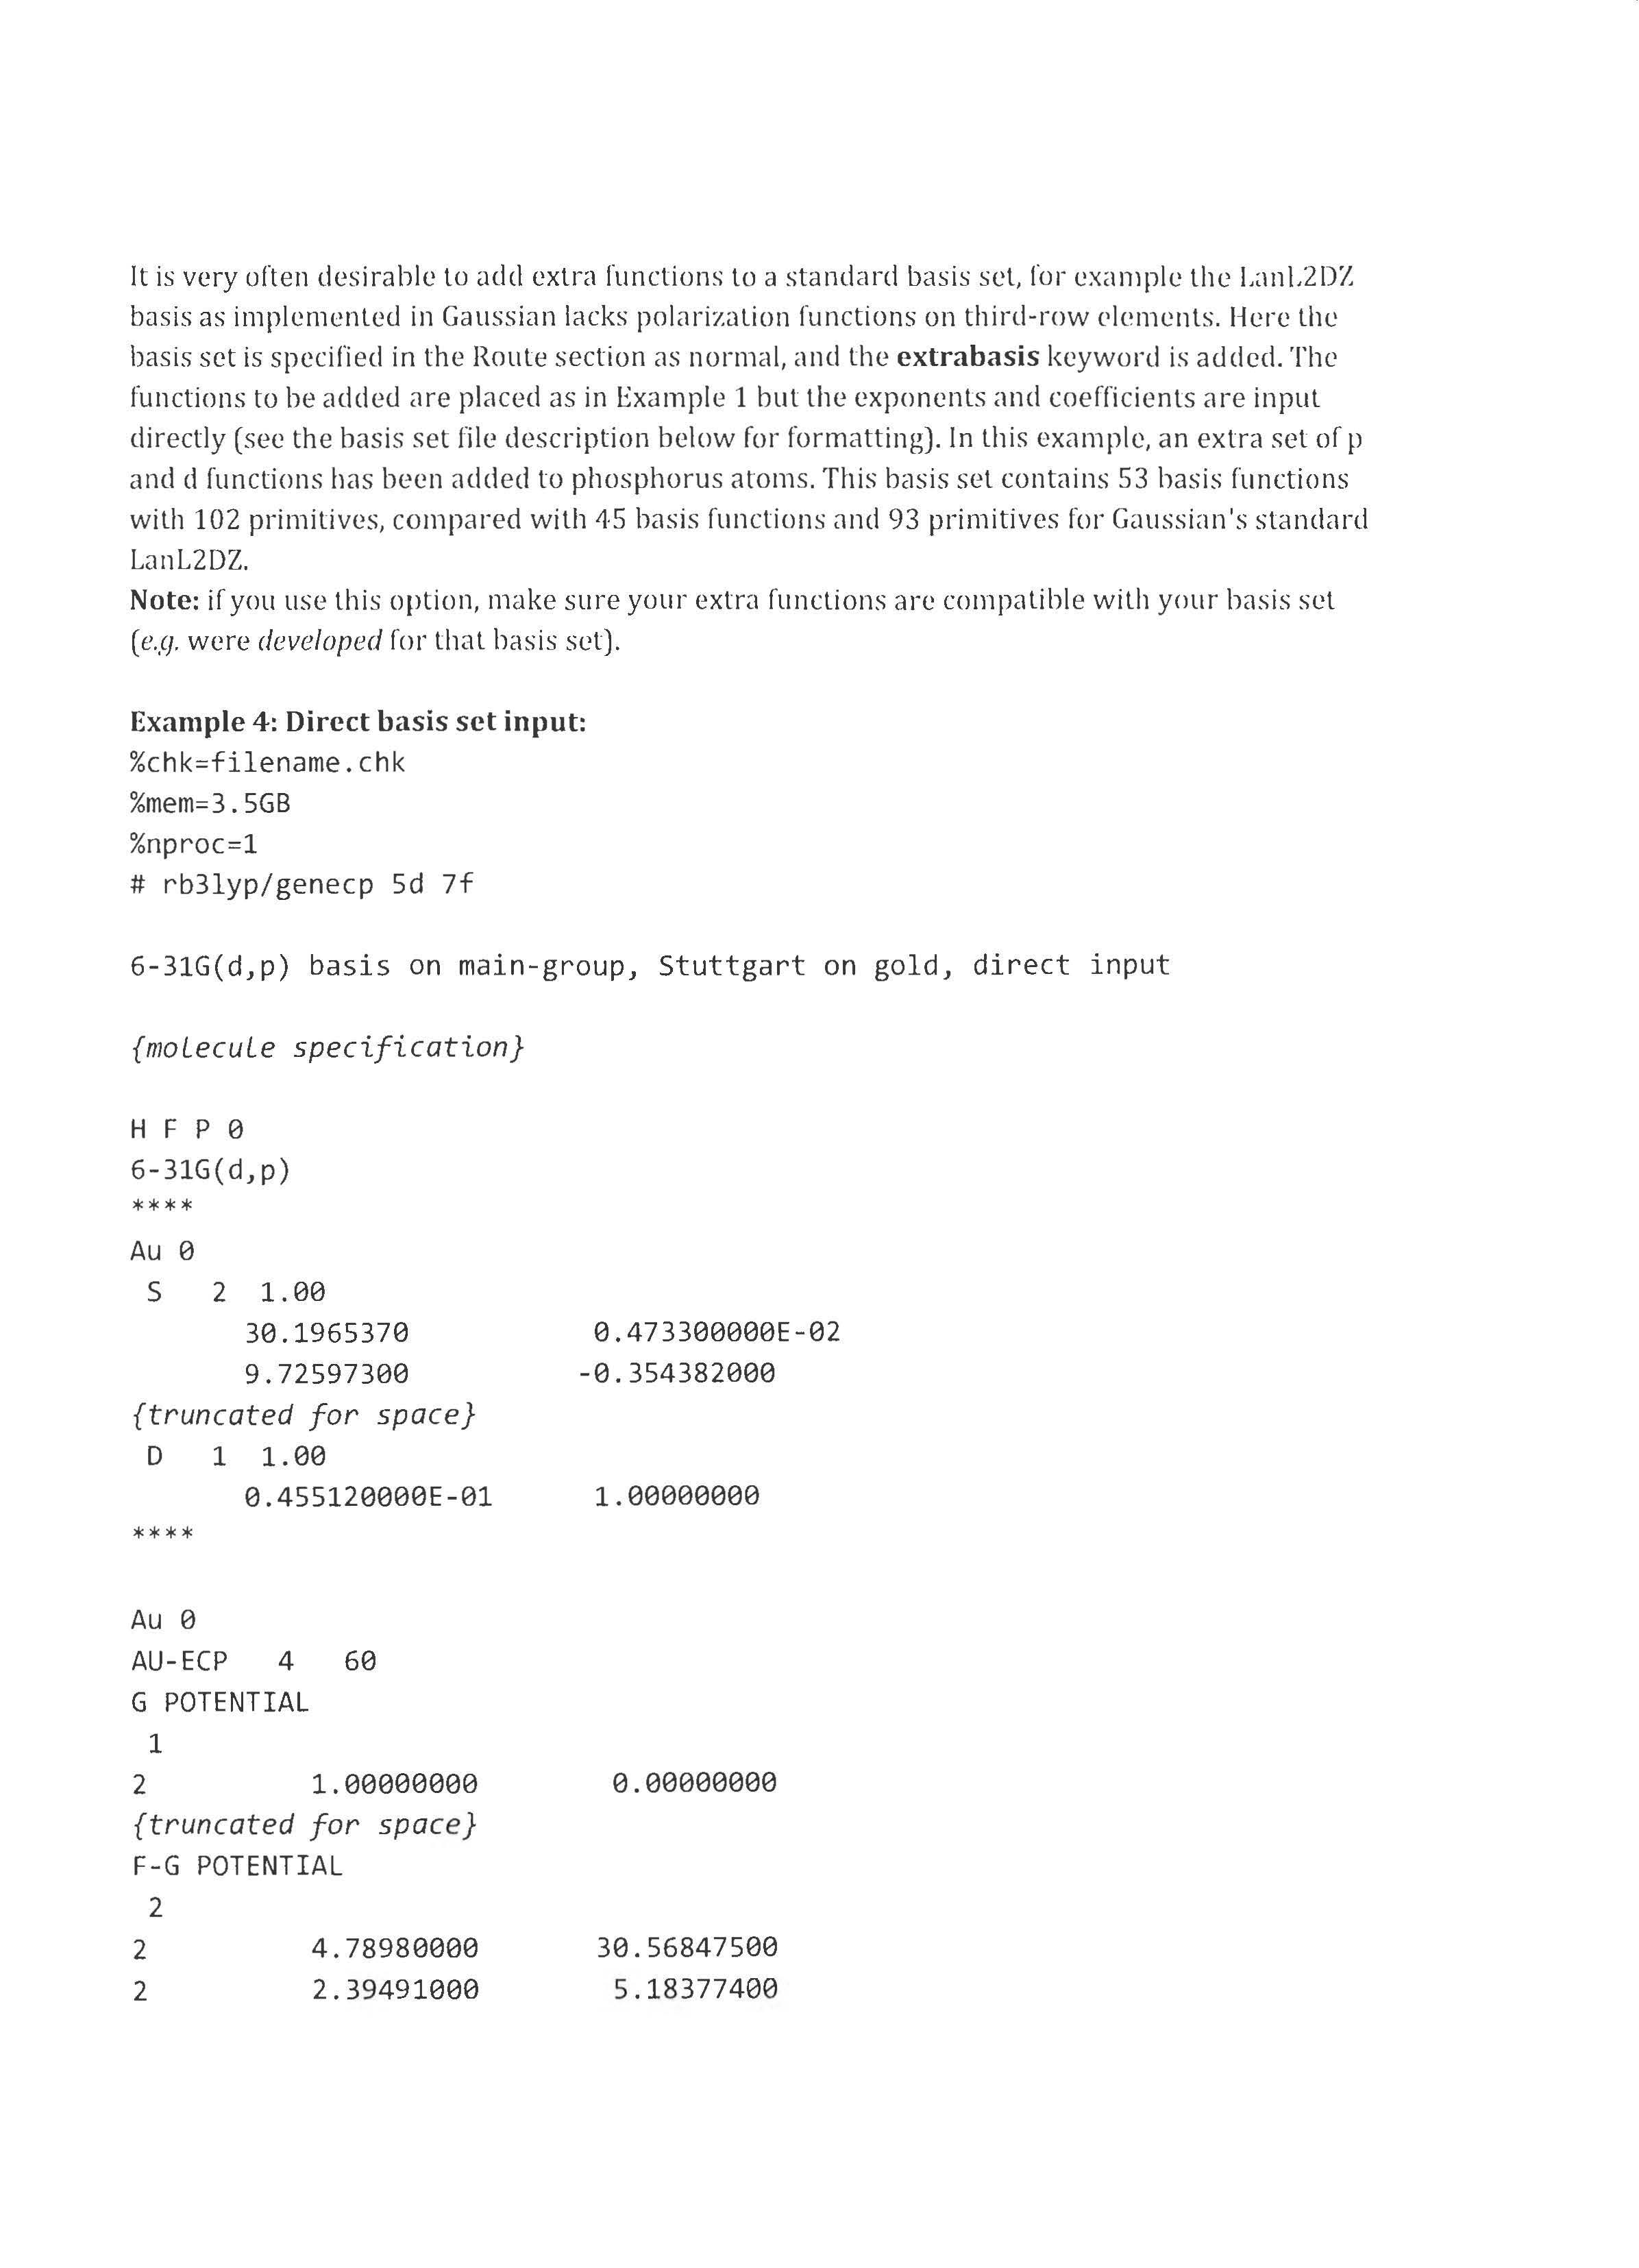 It is very often desirable to add extra functions to a standard basis set, for example the LanL2DZ
basis as implemented in Gaussian lacks polarization functions on third-row elements. Here the
basis set is specified in the Route section as normal, and the extrabasis keyword is added. The
functions to be added are placed as in Example 1 but the exponents and coefficients are input
directly (see the basis set file description below for formatting). In this example, an extra set of p
and d functions has been added to phosphorus atoms. This basis set contains 53 basis functions
with 102 primitives, compared with 45 basis functions and 93 primitives for Gaussian's standard
LanL2DZ.
Note: if you use this option, make sure your extra functions are compatible with your basis set
(e.g. were developed for that basis set).
Example 4: Direct basis set input:
%chk=filename.chk
%mem=3.5GB
%nproc=1
# rb3lyp/genecp 5d 7f
6-31G(d,p) basis on main-group, Stuttgart on gold, direct input
{molecule specification}
H F P 0
6-31G(d,p)
****
Au 0
S 2 1.00
30.1965370 0.473300000E-02
9.72597300 -0.354382000
{truncated for space}
D 1 1.00
0.455120000E-01 1.00000000
****
Au 0
AU-ECP 4 60
G POTENTIAL
1
2 1.00000000 0.00000000
{truncated for space}
F-G POTENTIAL
2
2 4.78980000 30.56847500
2 2.39491000 5.18377400